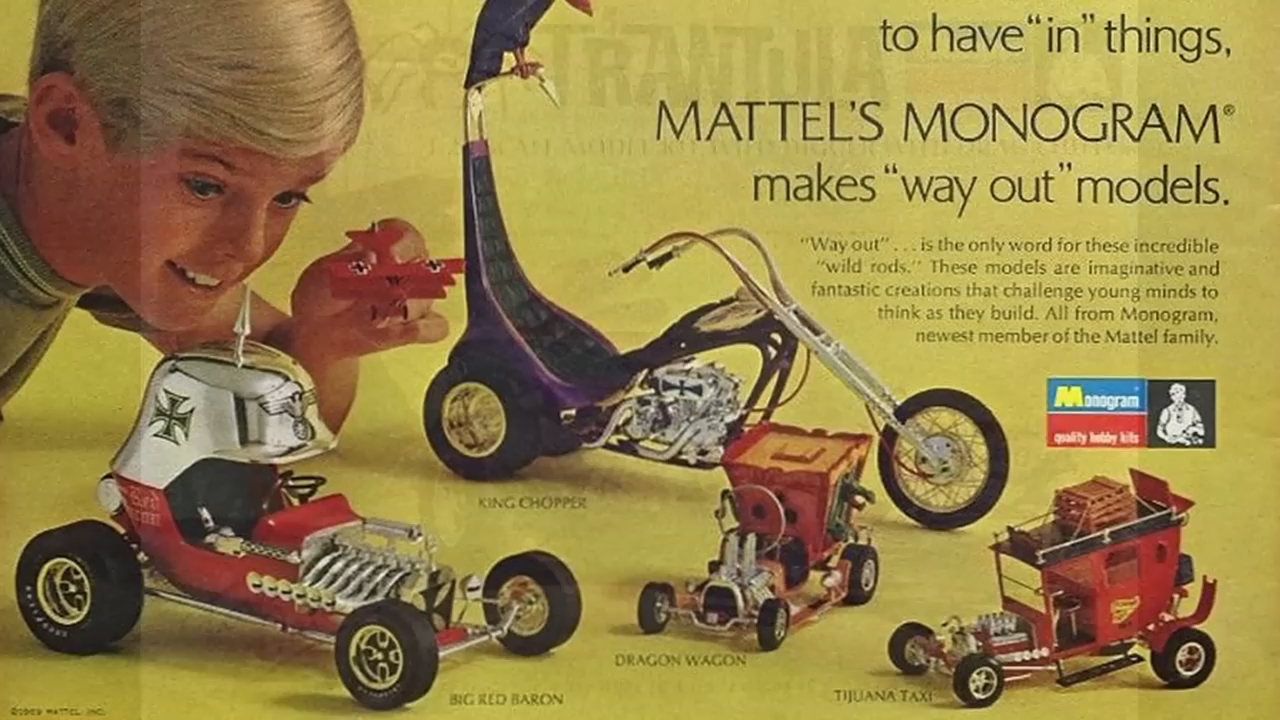 to have “in” things,
MATTEL'S MONOGRAM®
makes “way out” models.
“Way out” . . . is the only word for these incredible
“wild rods.” These models are imaginative and
fantastic creations that challenge young minds to
think as they build. All from Monogram,
newest member of the Mattel family.
Monogram
quality hobby kits
KING CHOPPER
DRAGON WAGON
TIJUANA TAXI
BIG RED BARON
©1969 MATTEL, INC.